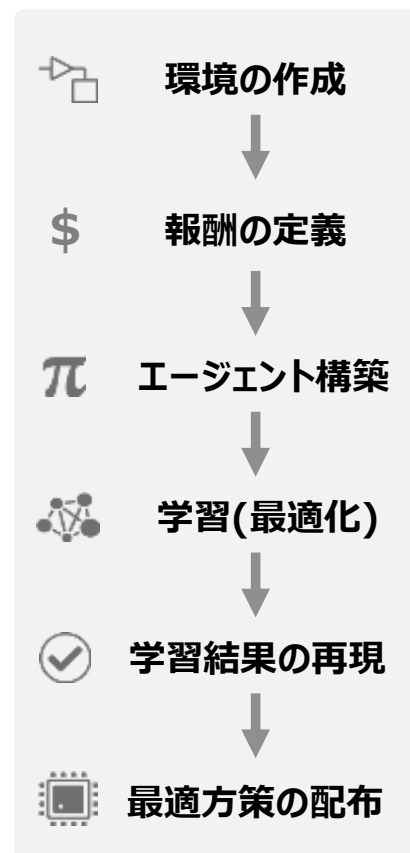 環境の作成
$ 報酬の定義
π エージェント構築
学習(最適化)
学習結果の再現
最適方策の配布